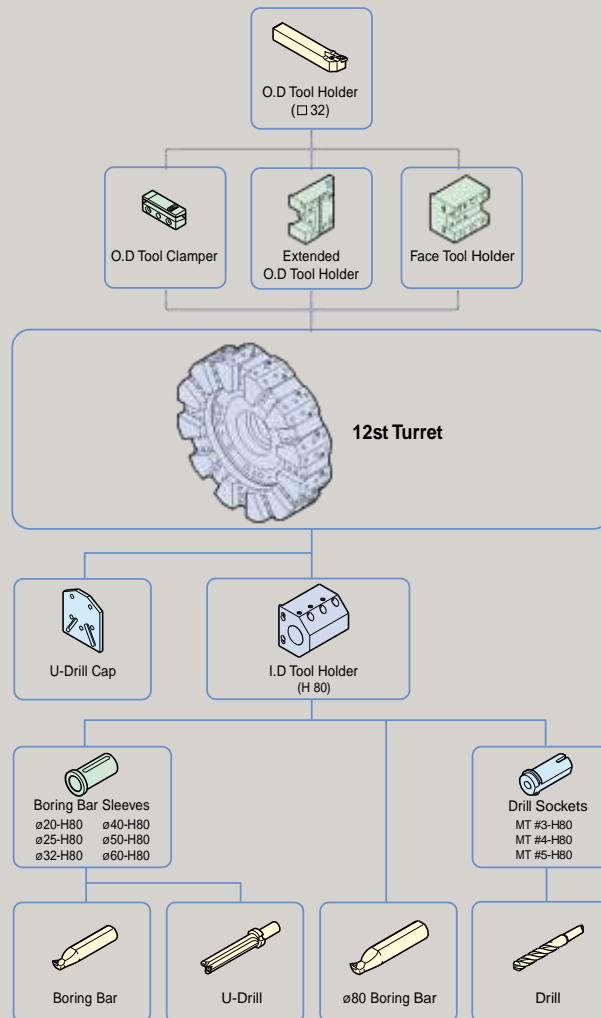 O.D Tool Holder
(□ 32)
O.D Tool Clamper
Extended
O.D Tool Holder
Face Tool Holder
12st Turret
U-Drill Cap
I.D Tool Holder
(H 80)
Boring Bar Sleeves
ø20-H80 ø40-H80
ø25-H80 ø50-H80
ø32-H80 ø60-H80
Drill Sockets
MT #3-H80
MT #4-H80
MT #5-H80
Boring Bar
U-Drill
ø80 Boring Bar
Drill